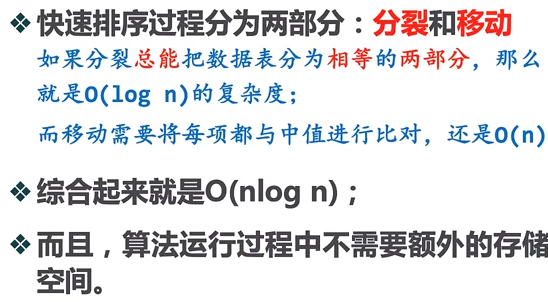 ❖ 快速排序过程分为两部分：分裂和移动
如果分裂总能把数据表分为相等的两部分，那么
就是O(log n)的复杂度；
而移动需要将每项都与中值进行比对，还是O(n)
❖ 综合起来就是O(nlog n)；
❖ 而且，算法运行过程中不需要额外的存储
空间。